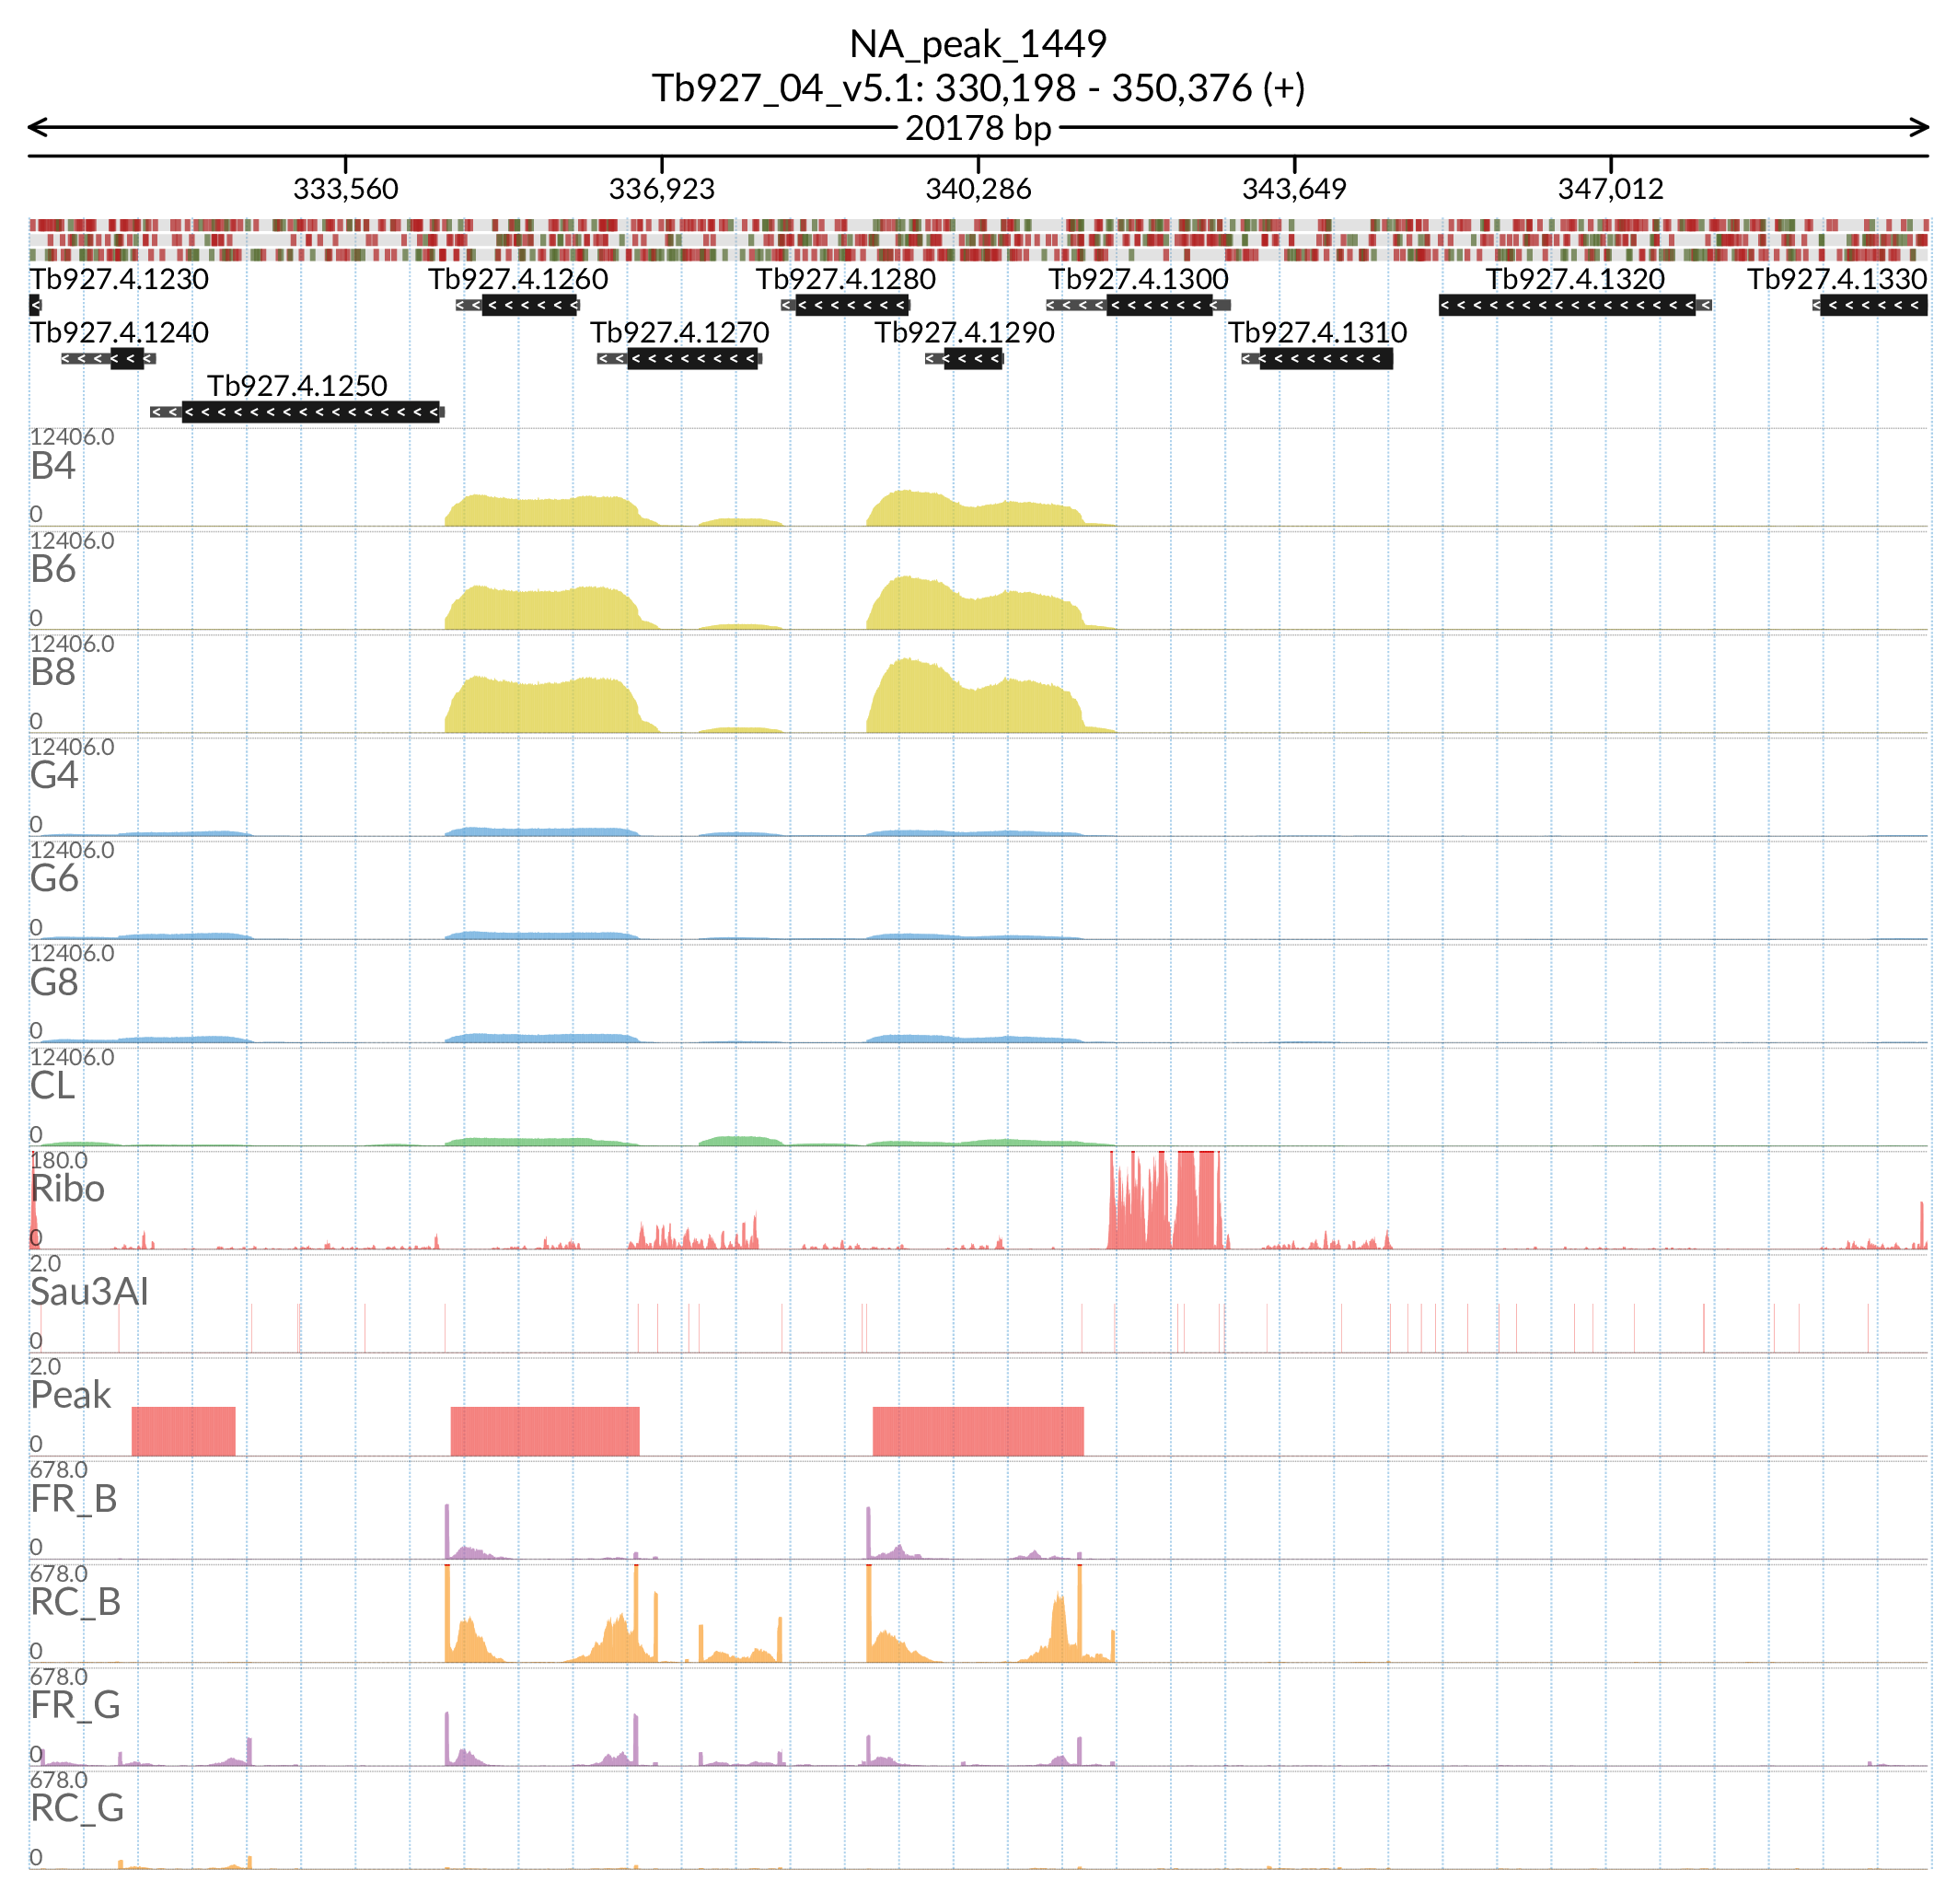 NA_peak_1449
Tb927_04_v5.1: 330,198 - 350,376 (+)
20178 bp
333,560 336,923 340,286 343,649 347,012
Tb927.4.1230 Tb927.4.1260 Tb927.4.1280 Tb927.4.1300 Tb927.4.1320 Tb927.4.1330
Tb927.4.1240 Tb927.4.1270 Tb927.4.1290 Tb927.4.1310
Tb927.4.1250
12406.0
B4
0
12406.0
B6
0
12406.0
B8
0
12406.0
G4
0
12406.0
G6
0
12406.0
G8
0
12406.0
CL
0
180.0
Ribo
0
2.0
Sau3AI
0
2.0
Peak
0
678.0
FR_B
0
678.0
RC_B
0
678.0
FR_G
0
678.0
RC_G
0